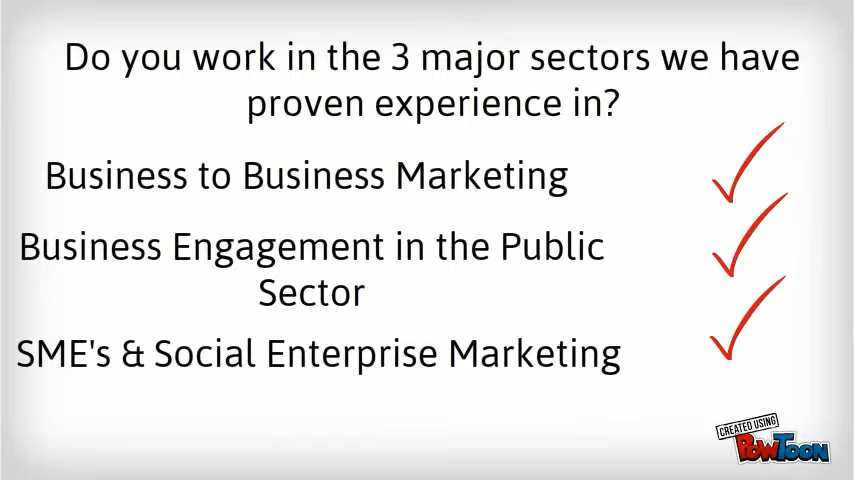 Do you work in the 3 major sectors we have
proven experience in?
Business to Business Marketing
Business Engagement in the Public
Sector
SME's & Social Enterprise Marketing
CREATED USING
POWTOON